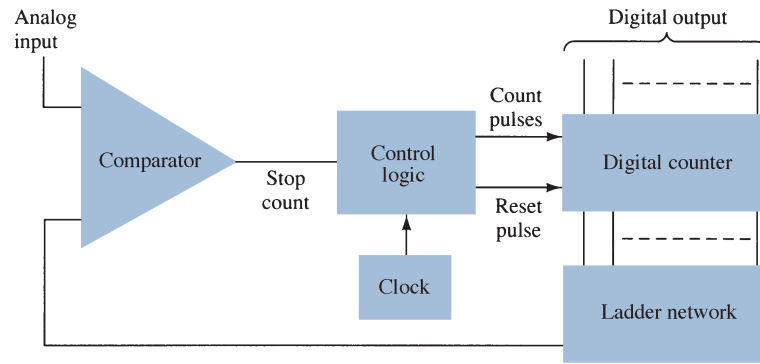 Analog
input
Digital output
Comparator
Stop
count
Control
logic
Count
pulses
Reset
pulse
Digital counter
Clock
Ladder network